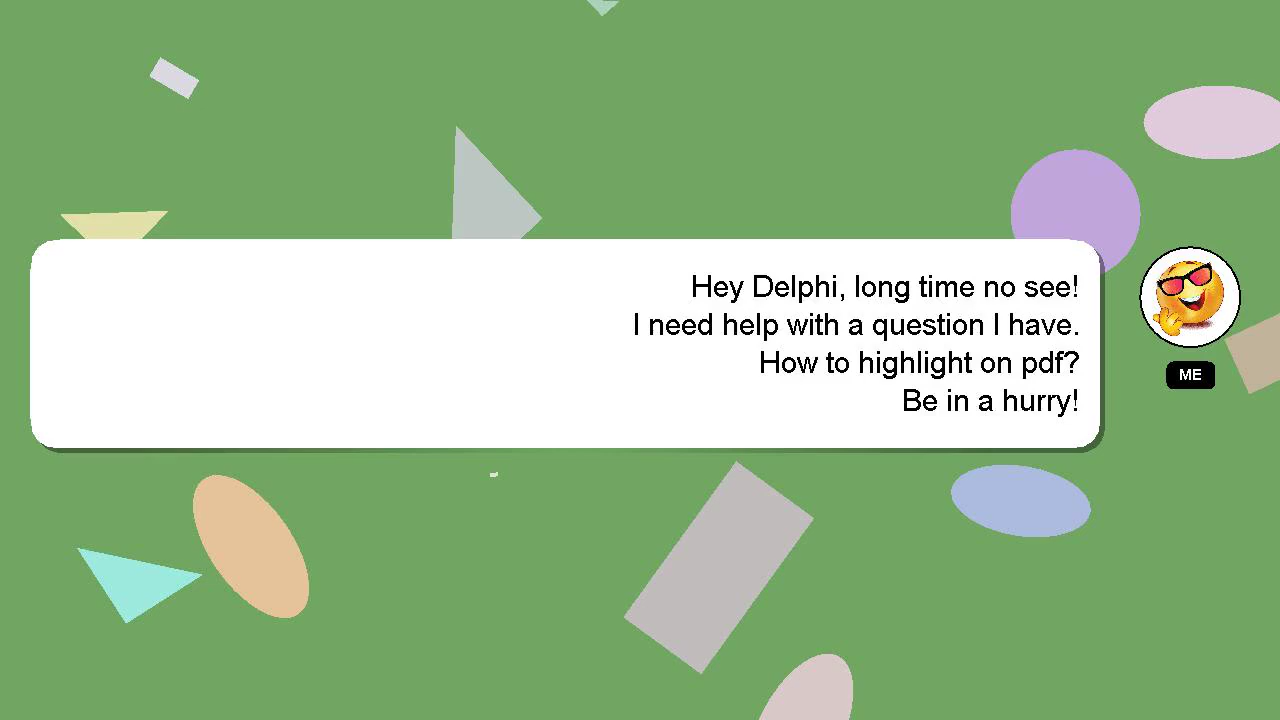 Hey Delphi, long time no see!
I need help with a question I have.
How to highlight on pdf?
Be in a hurry!
ME